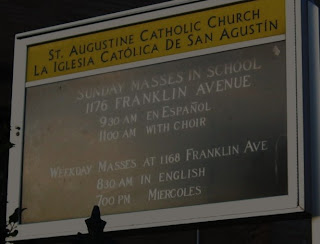 ST. AUGUSTINE CATHOLIC CHURCH
LA IGLESIA CATÓLICA DE SAN AGUSTÍN
SUNDAY MASSES IN SCHOOL
1176 FRANKLIN AVENUE
9:30 AM EN ESPAÑOL
11:00 AM WITH CHOIR
WEEKDAY MASSES AT 1168 FRANKLIN AVE
8:30 AM IN ENGLISH
7:00 PM MIERCOLES